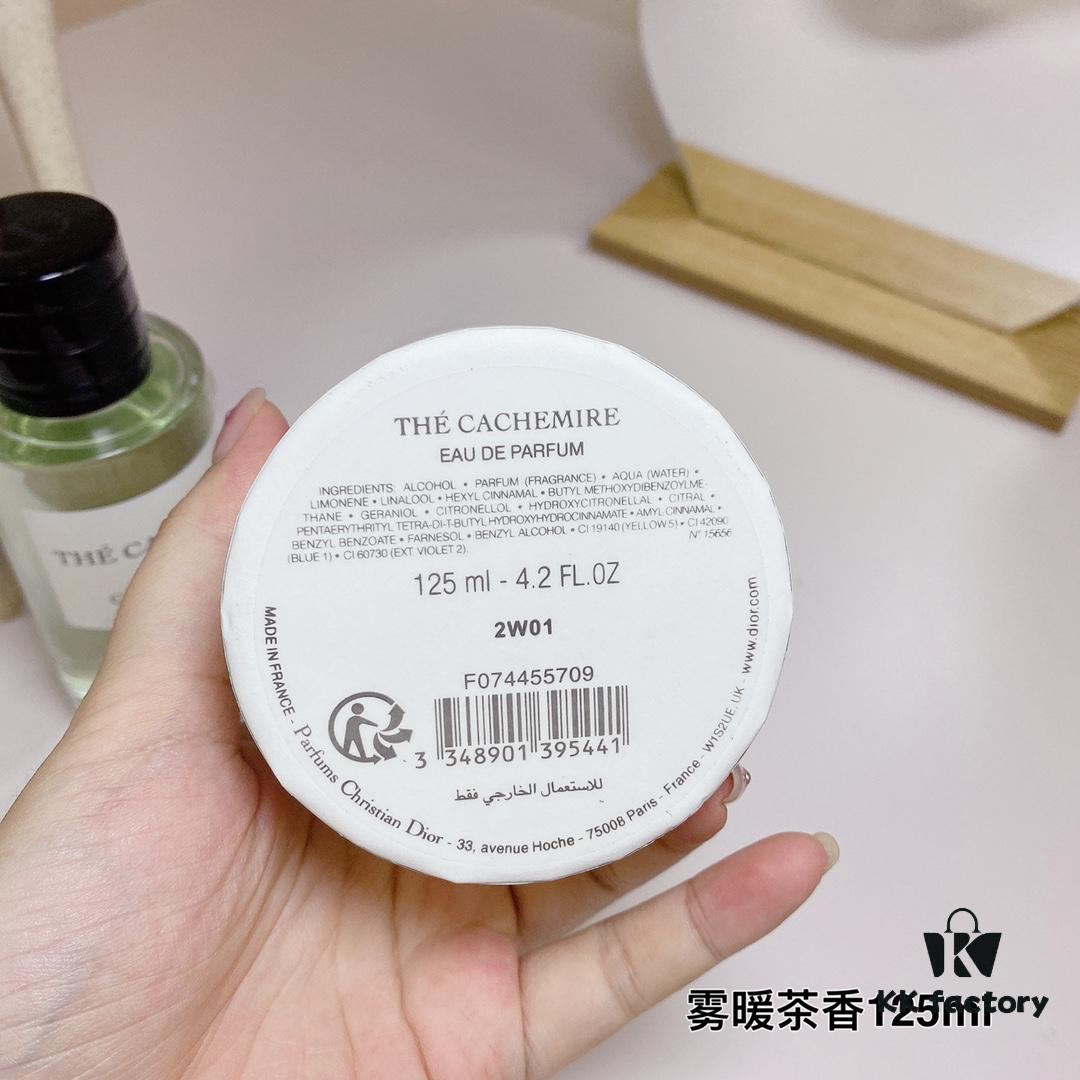 THÉ CACHEMIRE
EAU DE PARFUM
INGREDIENTS: ALCOHOL • PARFUM (FRAGRANCE) • AQUA (WATER) •
LIMONENE • LINALOOL • HEXYL CINNAMAL • BUTYL METHOXYDIBENZOYLME-
THANE • GERANIOL • CITRONELLOL • HYDROXYCITRONELLAL • CITRAL •
PENTAERYTHRITYL TETRA-DI-T-BUTYL HYDROXYHYDROCINNAMATE • AMYL CINNAMAL •
BENZYL BENZOATE • FARNESOL • BENZYL ALCOHOL • CI 19140 (YELLOW 5) • CI 42090
(BLUE 1) • CI 60730 (EXT. VIOLET 2). N° 15656
125 ml - 4.2 FL.OZ
2W01
F074455709
3 348901 395441
للاستعمال الخارجي فقط
MADE IN FRANCE - Parfums Christian Dior - 33, avenue Hoche - 75008 Paris - France - W1S2UE, UK - www.dior.com
THÉ CA
雾暖茶香125ml
KK factory